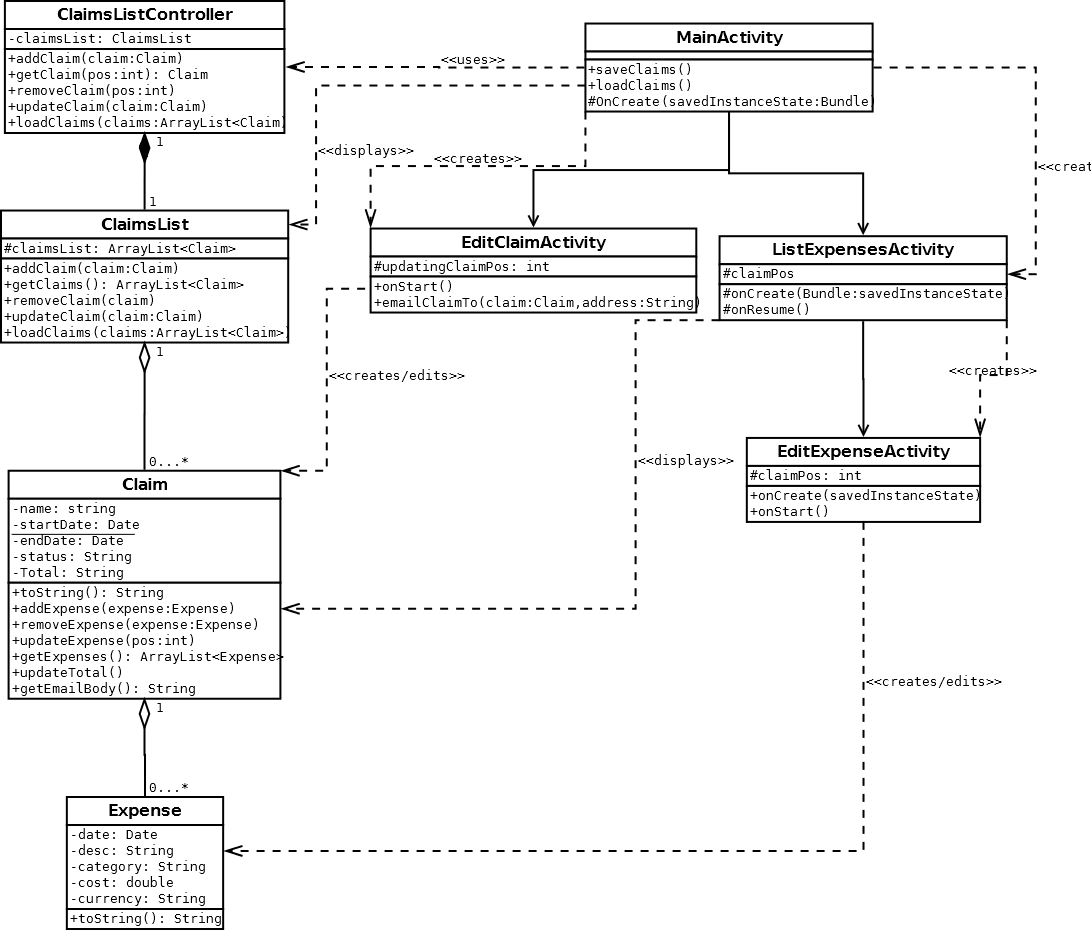 ClaimsListController
-claimsList: ClaimsList
+addClaim(claim:Claim)
+getClaim(pos:int): Claim
+removeClaim(pos:int)
+updateClaim(claim:Claim)
+loadClaims(claims:ArrayList<Claim)
1
1
ClaimsList
#claimsList: ArrayList<Claim>
+addClaim(claim:Claim)
+getClaims(): ArrayList<Claim>
+removeClaim(claim)
+updateClaim(claim:Claim)
+loadClaims(claims:ArrayList<Claim>)
1
0...*
Claim
-name: string
-startDate: Date
-endDate: Date
-status: String
-Total: String
+toString(): String
+addExpense(expense:Expense)
+removeExpense(expense:Expense)
+updateExpense(pos:int)
+getExpenses(): ArrayList<Expense>
+updateTotal()
+getEmailBody(): String
1
0...*
Expense
-date: Date
-desc: String
-category: String
-cost: double
-currency: String
+toString(): String
MainActivity
+saveClaims()
+loadClaims()
#OnCreate(savedInstanceState:Bundle)
<<uses>>
<<displays>>
<<creates>>
<<creat
EditClaimActivity
#updatingClaimPos: int
+onStart()
+emailClaimTo(claim:Claim,address:String)
ListExpensesActivity
#claimPos
#onCreate(Bundle:savedInstanceState)
#onResume()
<<creates/edits>>
<<creates>>
<<displays>>
EditExpenseActivity
#claimPos: int
+onCreate(savedInstanceState)
+onStart()
<<creates/edits>>